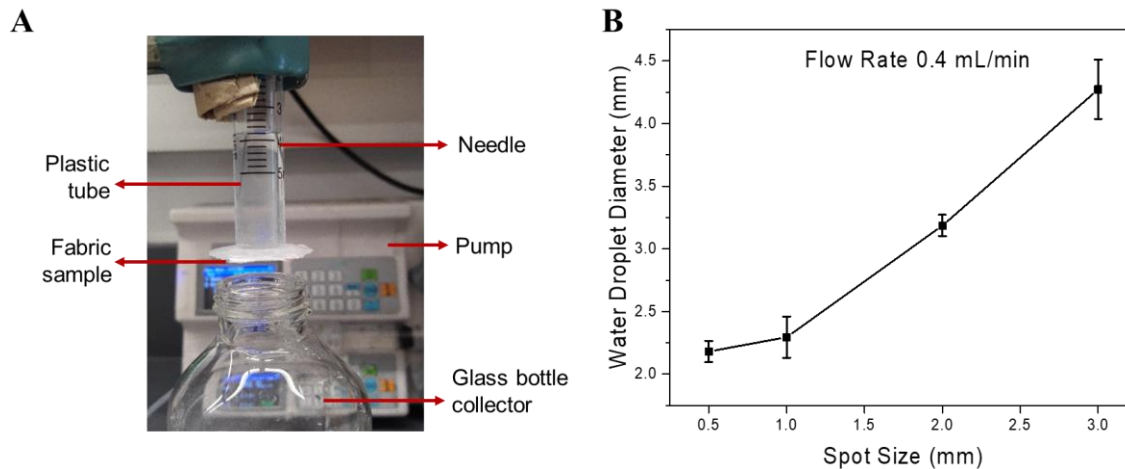 A
Plastic
tube
Fabric
sample
Needle
Pump
Glass bottle
collector
3
5
B
Flow Rate 0.4 mL/min
Water Droplet Diameter (mm)
4.5
4.0
3.5
3.0
2.5
2.0
0.5 1.0 1.5 2.0 2.5 3.0
Spot Size (mm)